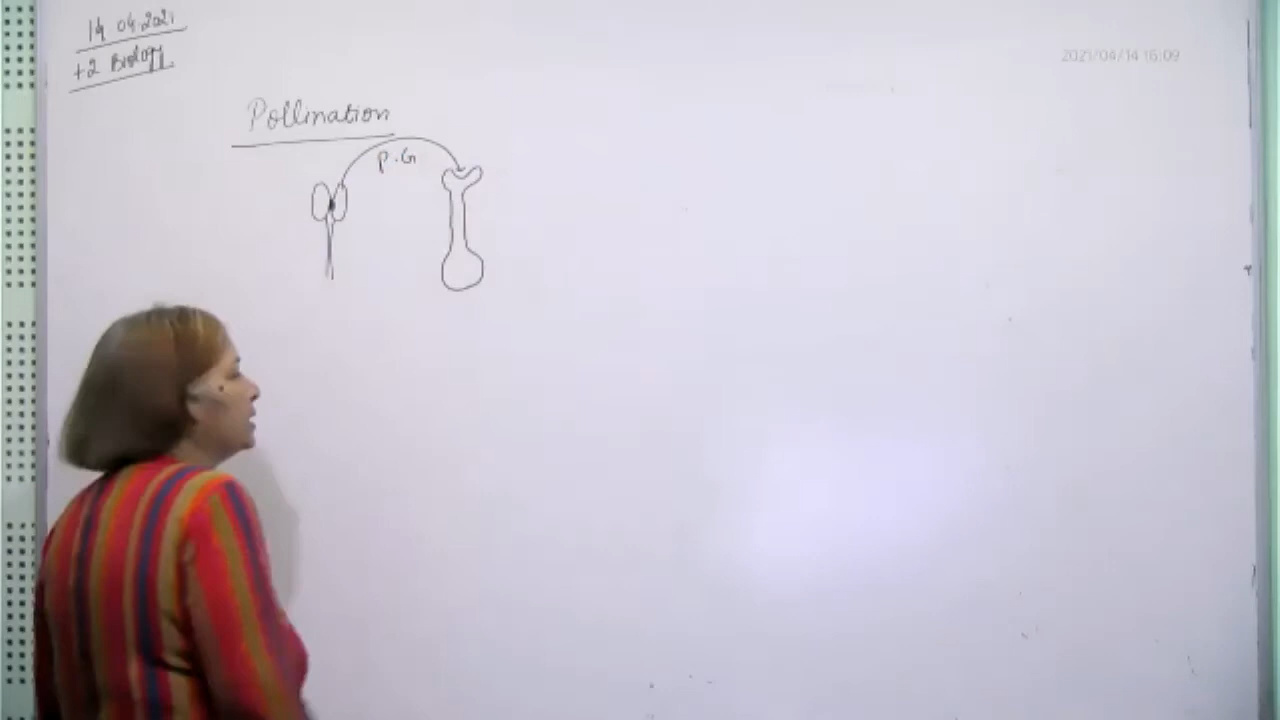 14 04.2021
+2 Biology
2021/04/14 16:09
Pollination
P.G